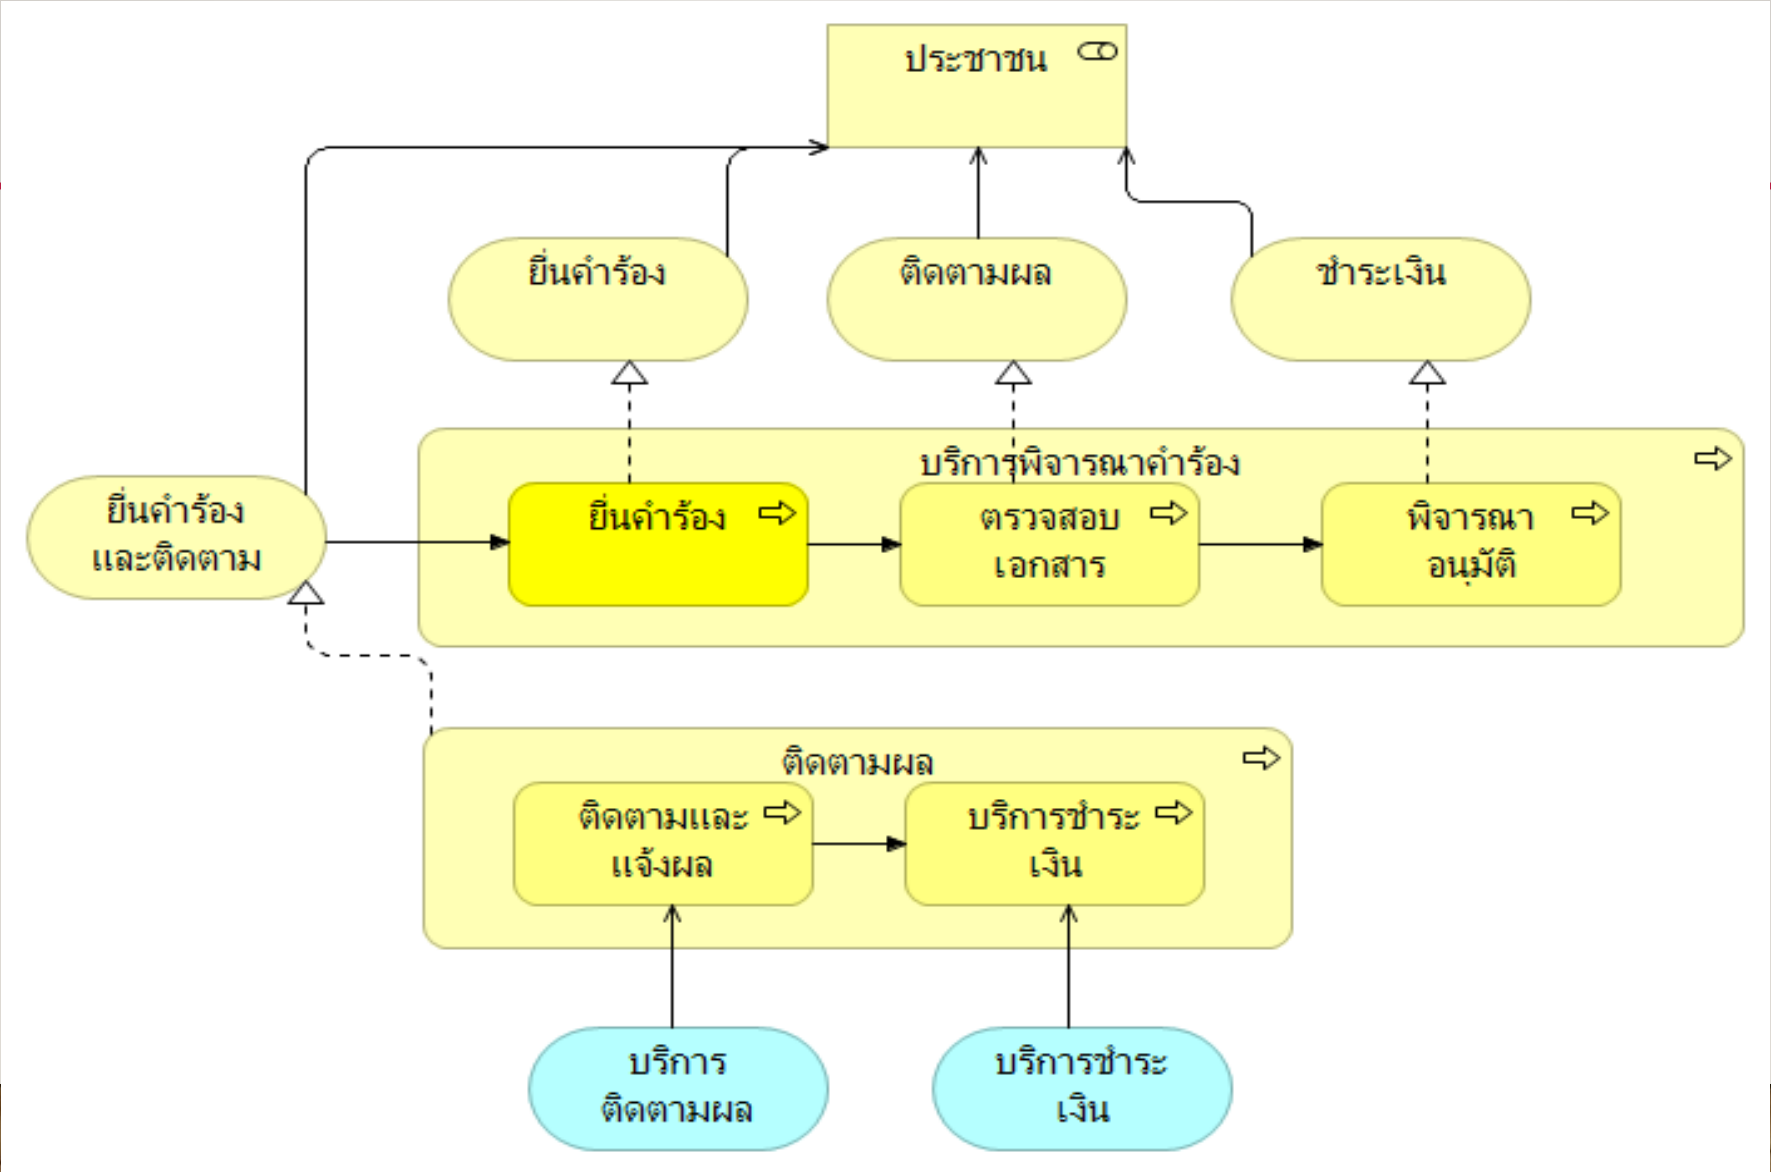 ประชาชน
ยื่นคำร้อง
ติดตามผล
ชำระเงิน
บริการพิจารณาคำร้อง
ยื่นคำร้อง
และติดตาม
ยื่นคำร้อง
ตรวจสอบ
เอกสาร
พิจารณา
อนุมัติ
ติดตามผล
ติดตามและ
แจ้งผล
บริการชำระ
เงิน
บริการ
ติดตามผล
บริการชำระ
เงิน